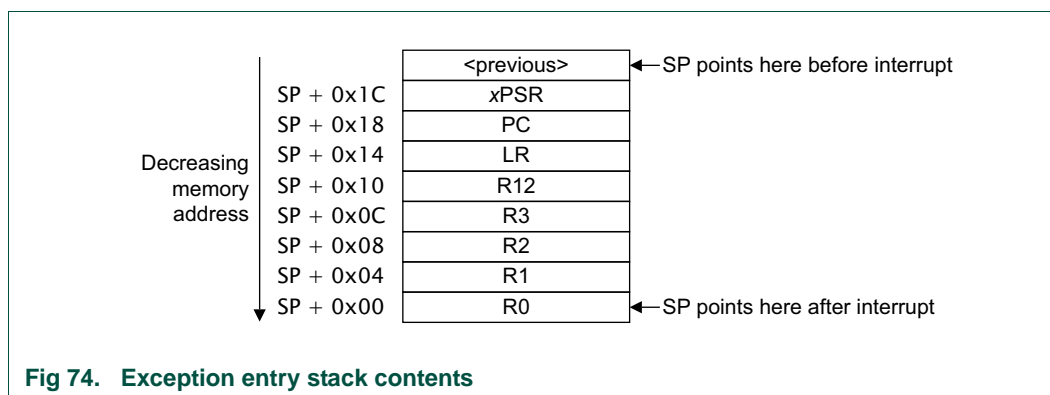 <previous> SP points here before interrupt
SP + 0x1C xPSR
SP + 0x18 PC
SP + 0x14 LR
SP + 0x10 R12
SP + 0x0C R3
SP + 0x08 R2
SP + 0x04 R1
SP + 0x00 R0 SP points here after interrupt
Decreasing
memory
address
Fig 74. Exception entry stack contents